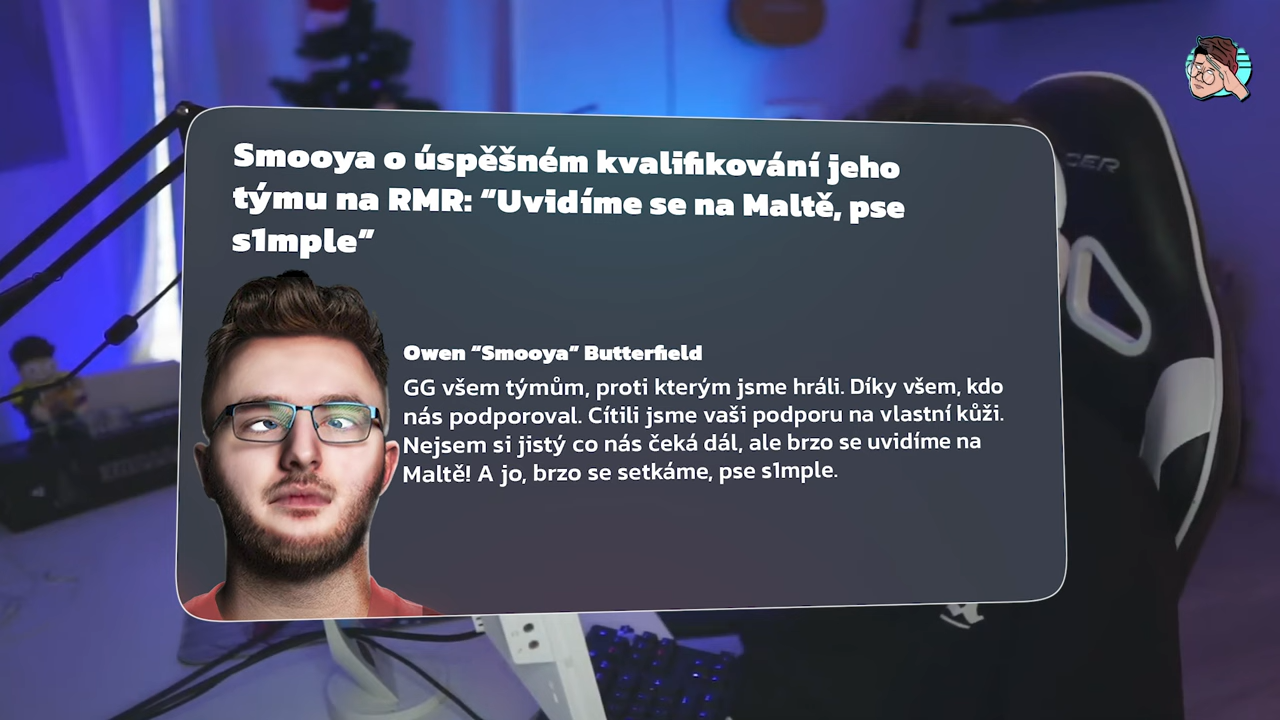 Smooya o úspěšném kvalifikování jeho
týmu na RMR: “Uvidíme se na Maltě, pse
s1mple”
Owen “Smooya” Butterfield
GG všem týmům, proti kterým jsme hráli. Díky všem, kdo
nás podporoval. Cítili jsme vaši podporu na vlastní kůži.
Nejsem si jistý co nás čeká dál, ale brzo se uvidíme na
Maltě! A jo, brzo se setkáme, pse s1mple.